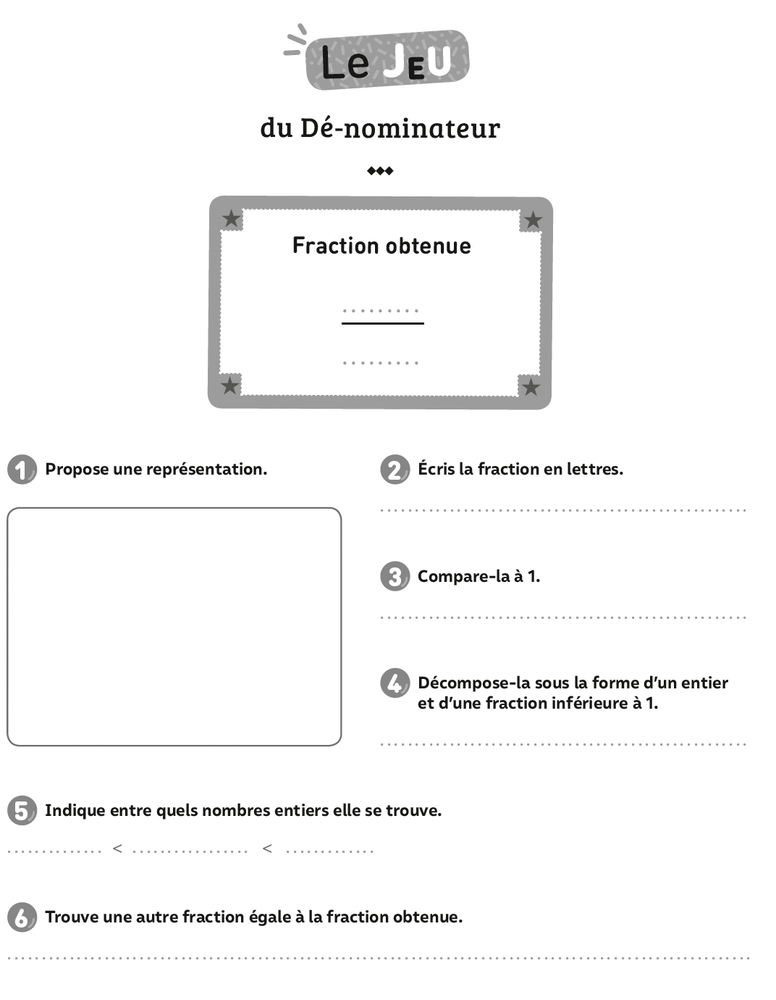 Le JEU
du Dé-nominateur
Fraction obtenue
.........
.........
1 Propose une représentation.
2 Écris la fraction en lettres.
3 Compare-la à 1.
4 Décompose-la sous la forme d'un entier
et d'une fraction inférieure à 1.
5 Indique entre quels nombres entiers elle se trouve.
.............. < ................. < .............
6 Trouve une autre fraction égale à la fraction obtenue.